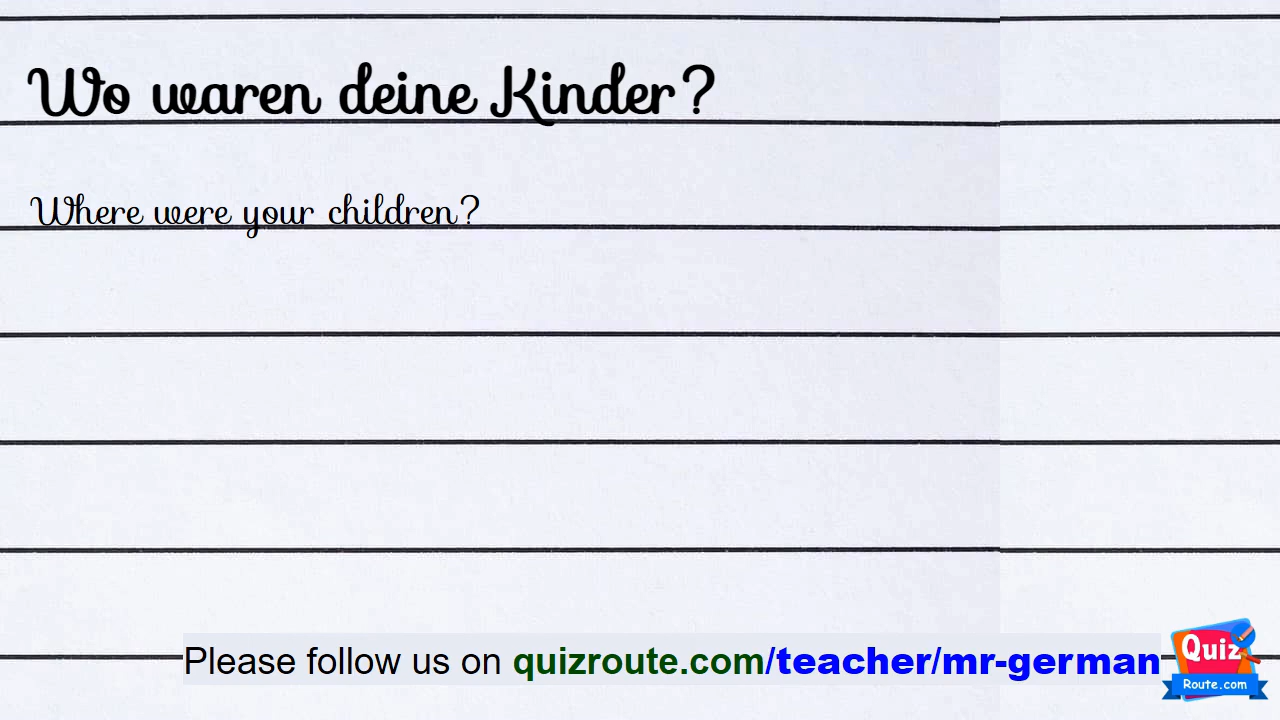 Wo waren deine Kinder?
Where were your children?
Please follow us on quizroute.com/teacher/mr-german
Quiz
Route.com